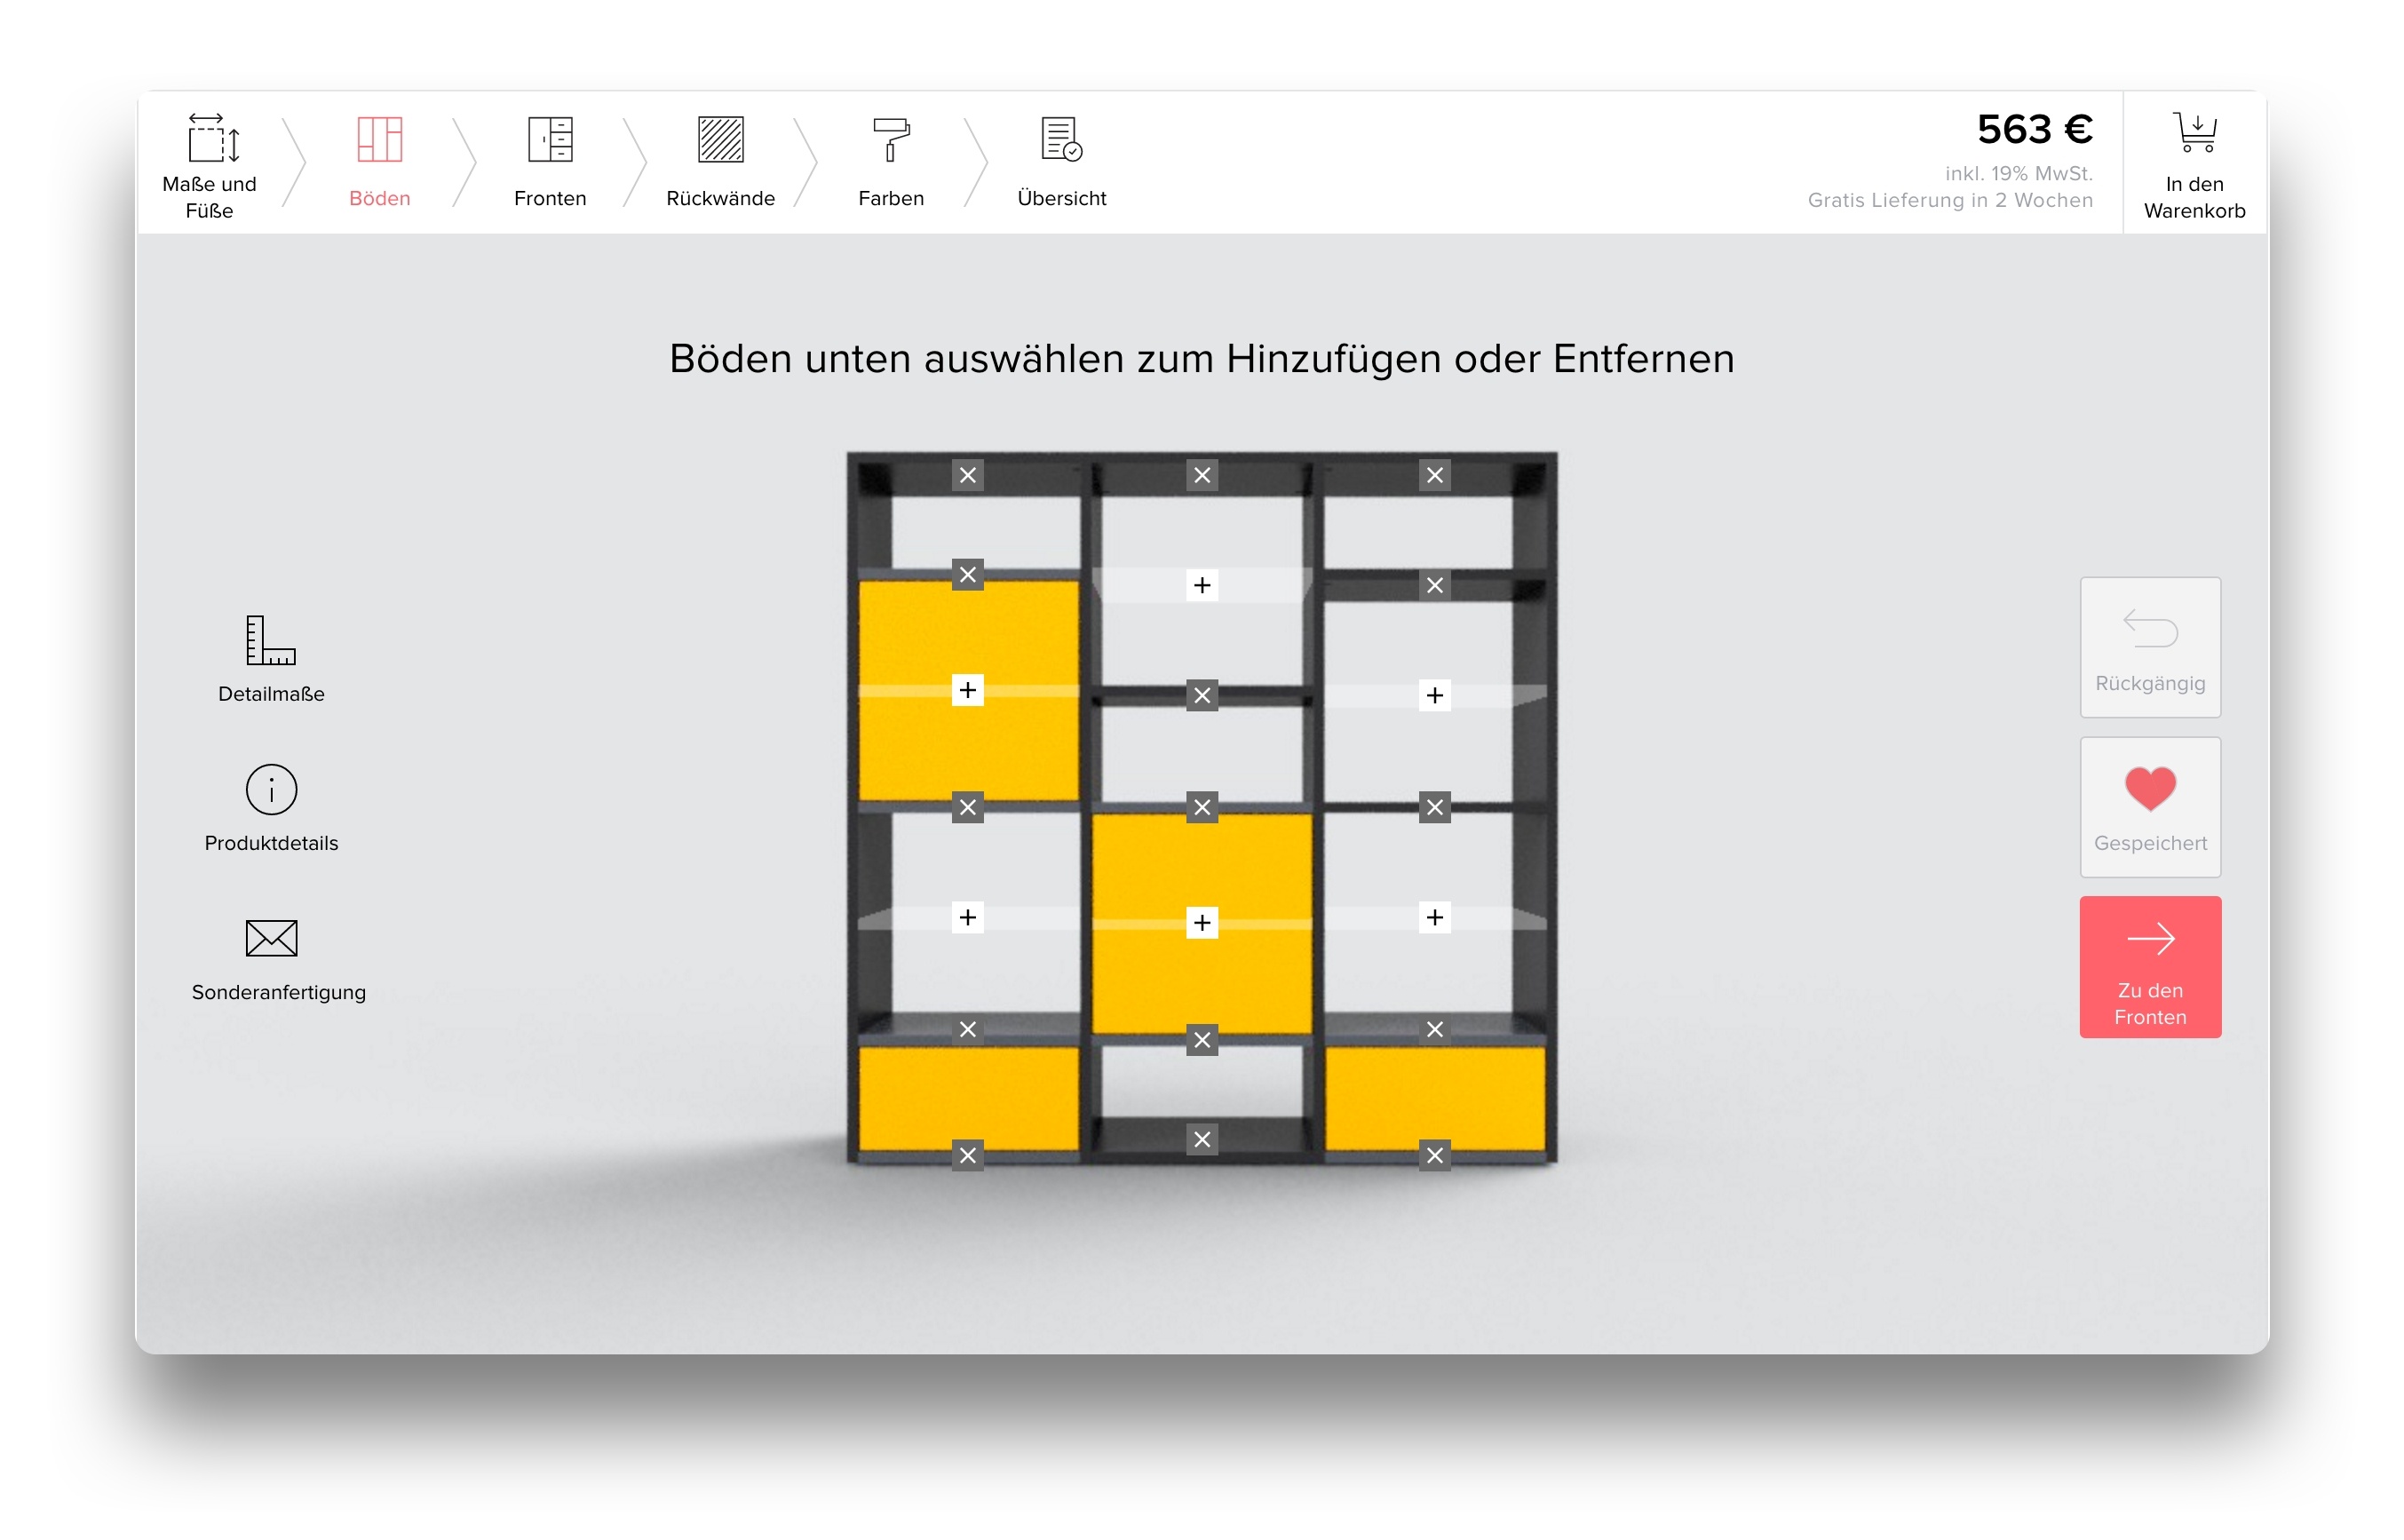 Maße und
Füße
Böden
Fronten
Rückwände
Farben
Übersicht
563 €
inkl. 19% MwSt.
Gratis Lieferung in 2 Wochen
In den
Warenkorb
Böden unten auswählen zum Hinzufügen oder Entfernen
Detailmaße
Produktdetails
Sonderanfertigung
Rückgängig
Gespeichert
Zu den
Fronten